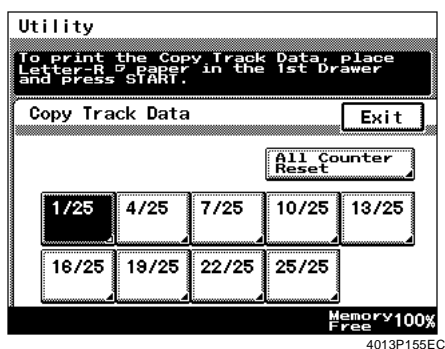 Utility
To print the Copy Track Data, place
Letter-R paper in the 1st Drawer
and press START.
Copy Track Data
Exit
All Counter
Reset
1/25 4/25 7/25 10/25 13/25
16/25 19/25 22/25 25/25
Memory 100%
Free
4013P155EC